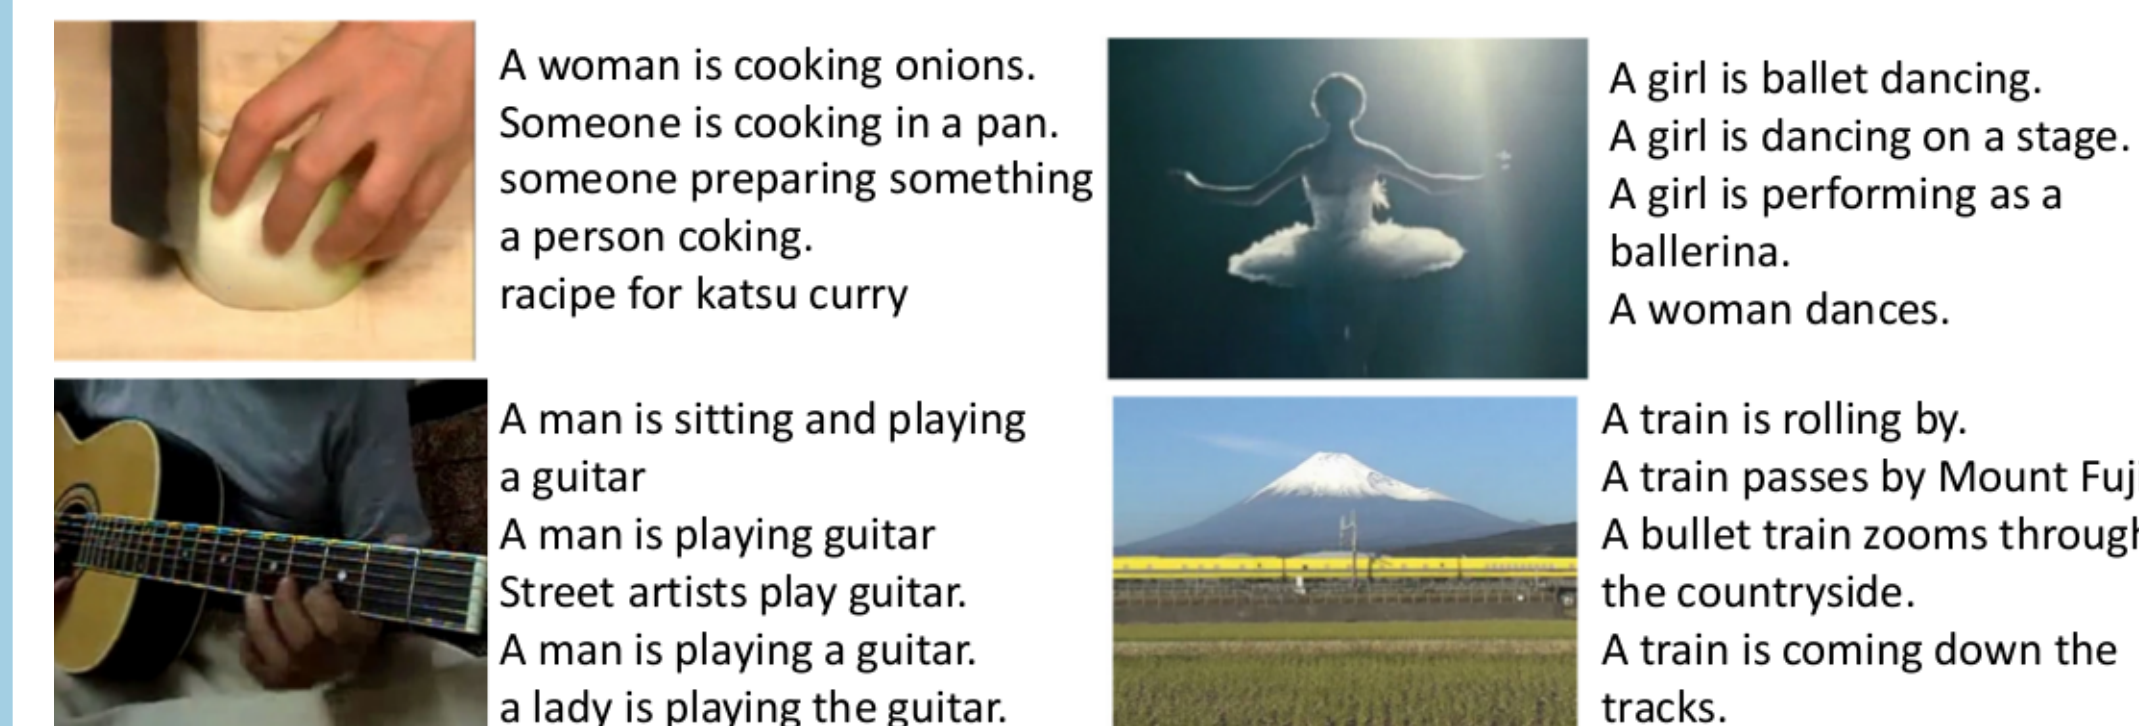 A woman is cooking onions.
Someone is cooking in a pan.
someone preparing something
a person coking.
racipe for katsu curry
A girl is ballet dancing.
A girl is dancing on a stage.
A girl is performing as a
ballerina.
A woman dances.
A man is sitting and playing
a guitar
A man is playing guitar
Street artists play guitar.
A man is playing a guitar.
a lady is playing the guitar.
A train is rolling by.
A train passes by Mount Fuj
A bullet train zooms through
the countryside.
A train is coming down the
tracks.